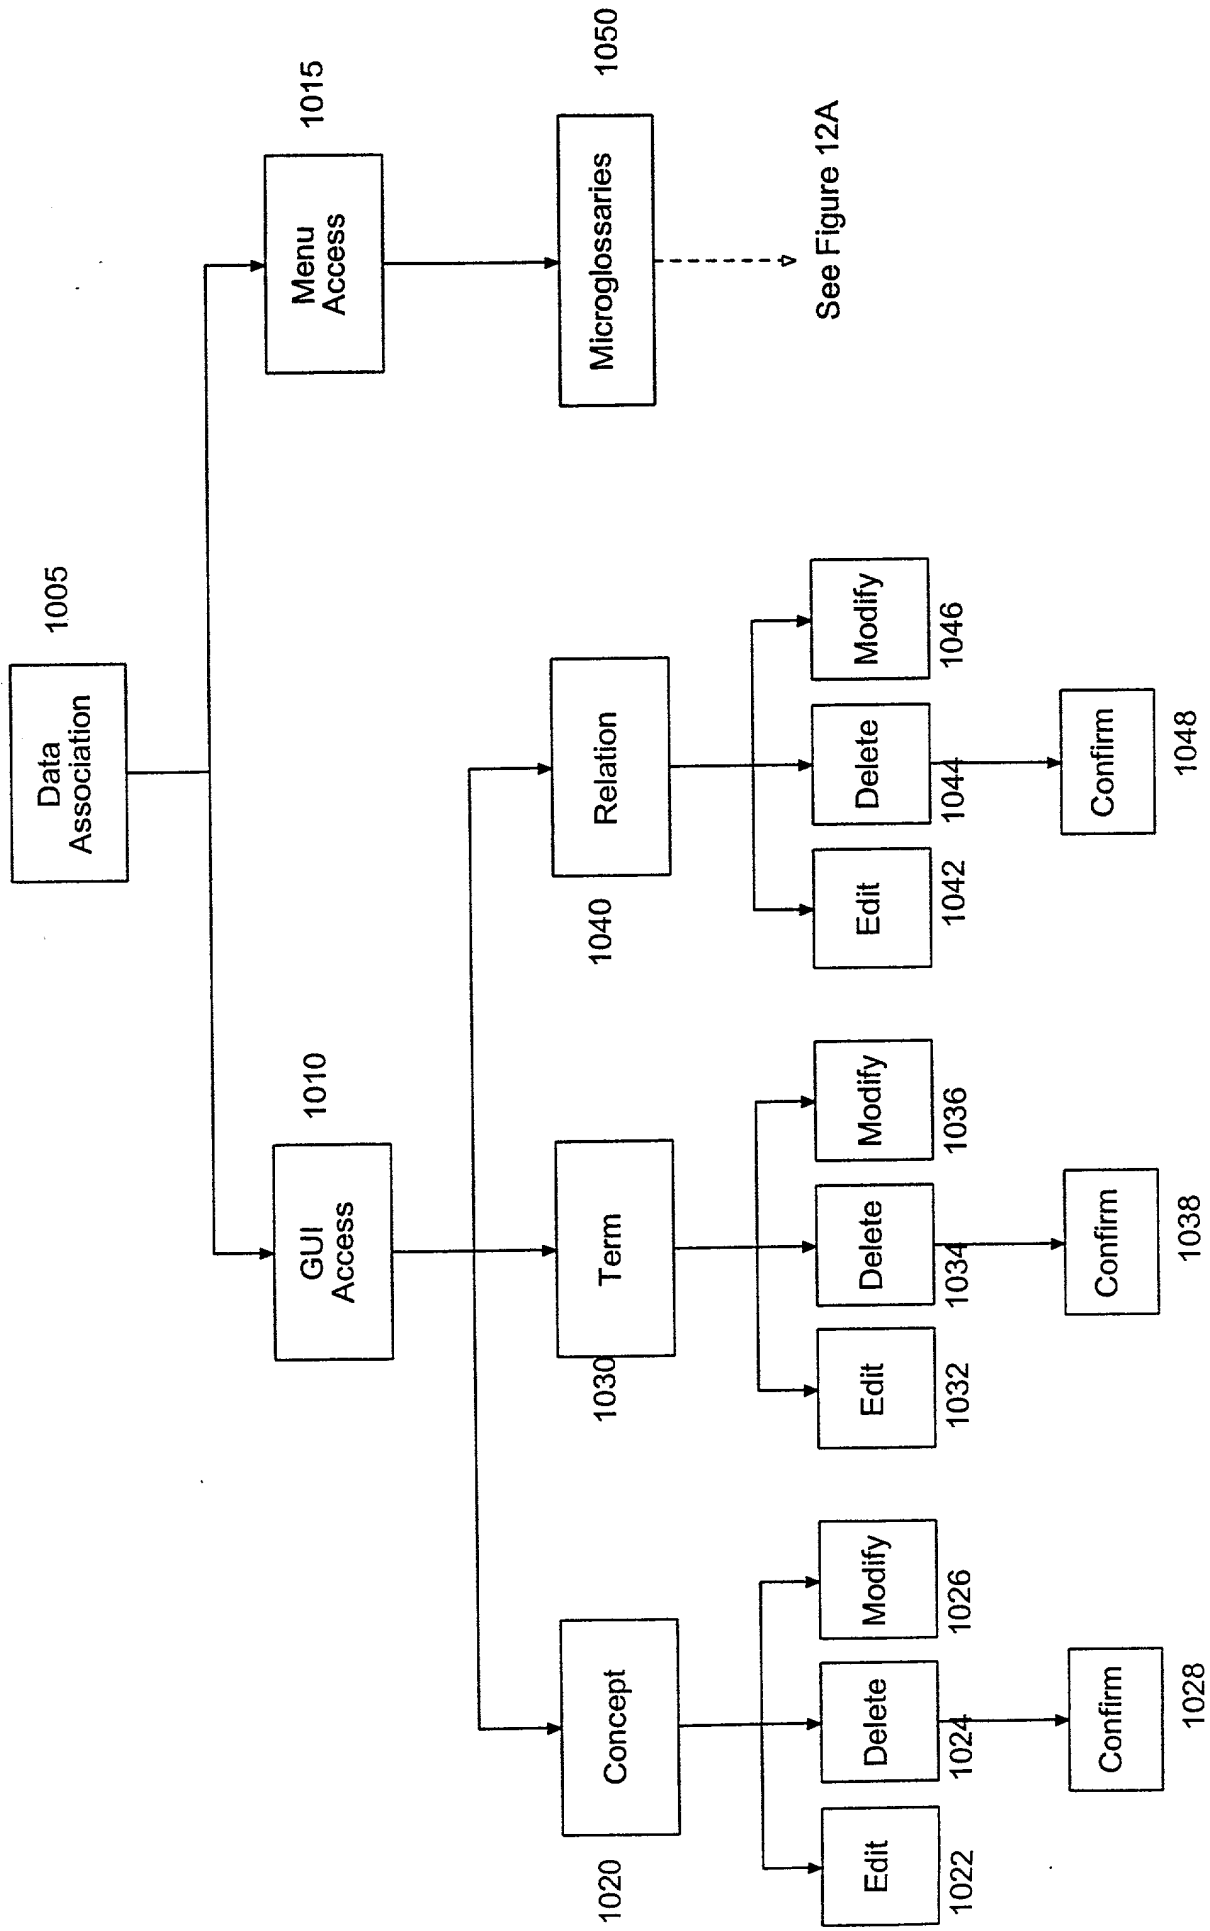 Data
Association
1005
GUI
Access
1010
Menu
Access
1015
1020
Concept
1030
Term
1040
Relation
Microglossaries
1050
Edit
Delete
Modify
Edit
Delete
Modify
Edit
Delete
Modify
See Figure 12A
1022
1024
1026
1032
1034
1036
1042
1044
1046
Confirm
Confirm
Confirm
1028
1038
1048